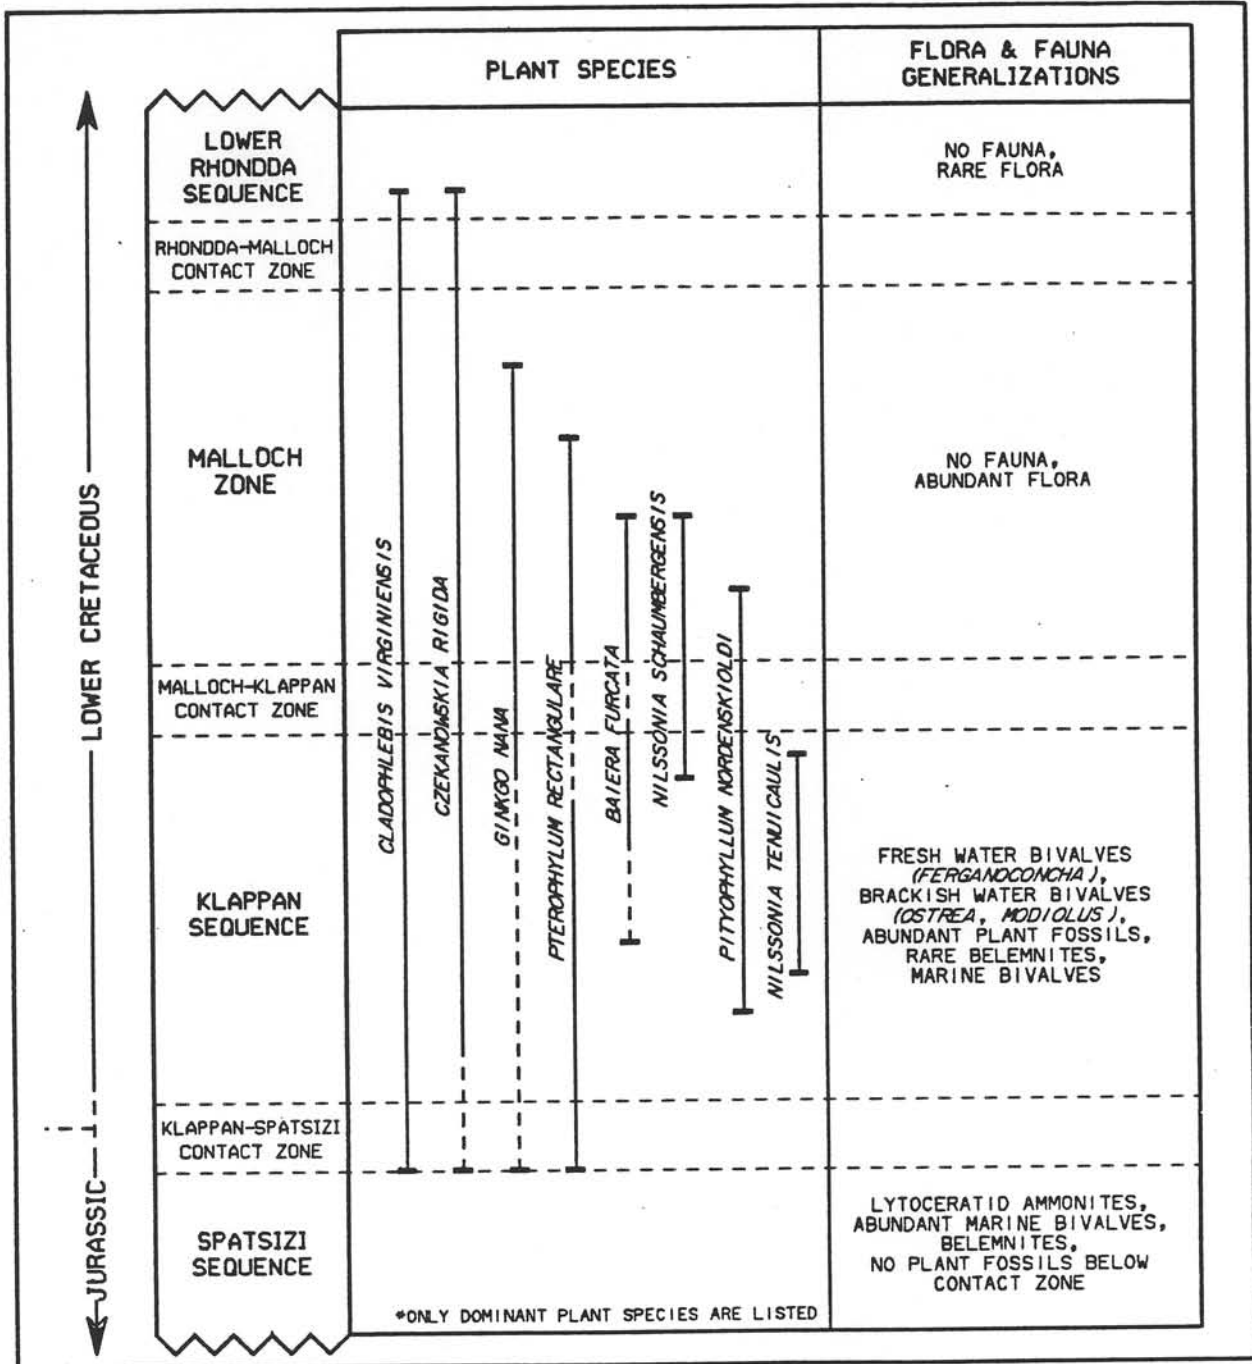 PLANT SPECIES
FLORA & FAUNA
GENERALIZATIONS
LOWER
RHONDDA
SEQUENCE
NO FAUNA,
RARE FLORA
RHONDDA-MALLOCH
CONTACT ZONE
MALLOCH
ZONE
NO FAUNA,
ABUNDANT FLORA
MALLOCH-KLAPPAN
CONTACT ZONE
KLAPPAN
SEQUENCE
FRESH WATER BIVALVES
(FERGANOCONCHA),
BRACKISH WATER BIVALVES
(OSTREA, MODIOLUS),
ABUNDANT PLANT FOSSILS,
RARE BELEMNITES,
MARINE BIVALVES
KLAPPAN-SPATSIZI
CONTACT ZONE
SPATSIZI
SEQUENCE
LYTOCERATID AMMONITES,
ABUNDANT MARINE BIVALVES,
BELEMNITES,
NO PLANT FOSSILS BELOW
CONTACT ZONE
LOWER CRETACEOUS
JURASSIC
CLADOPHLEBIS VIRGINIENSIS
CZEKANOWSKIA RIGIDA
GINKGO NANA
PTEROPHYLUM RECTANGULARE
BAIERA FURCATA
NILSSONIA SCHAUMBERGENSIS
PITYOPHYLLUM NORDENSKIOLDI
NILSSONIA TENUICAULIS
*ONLY DOMINANT PLANT SPECIES ARE LISTED